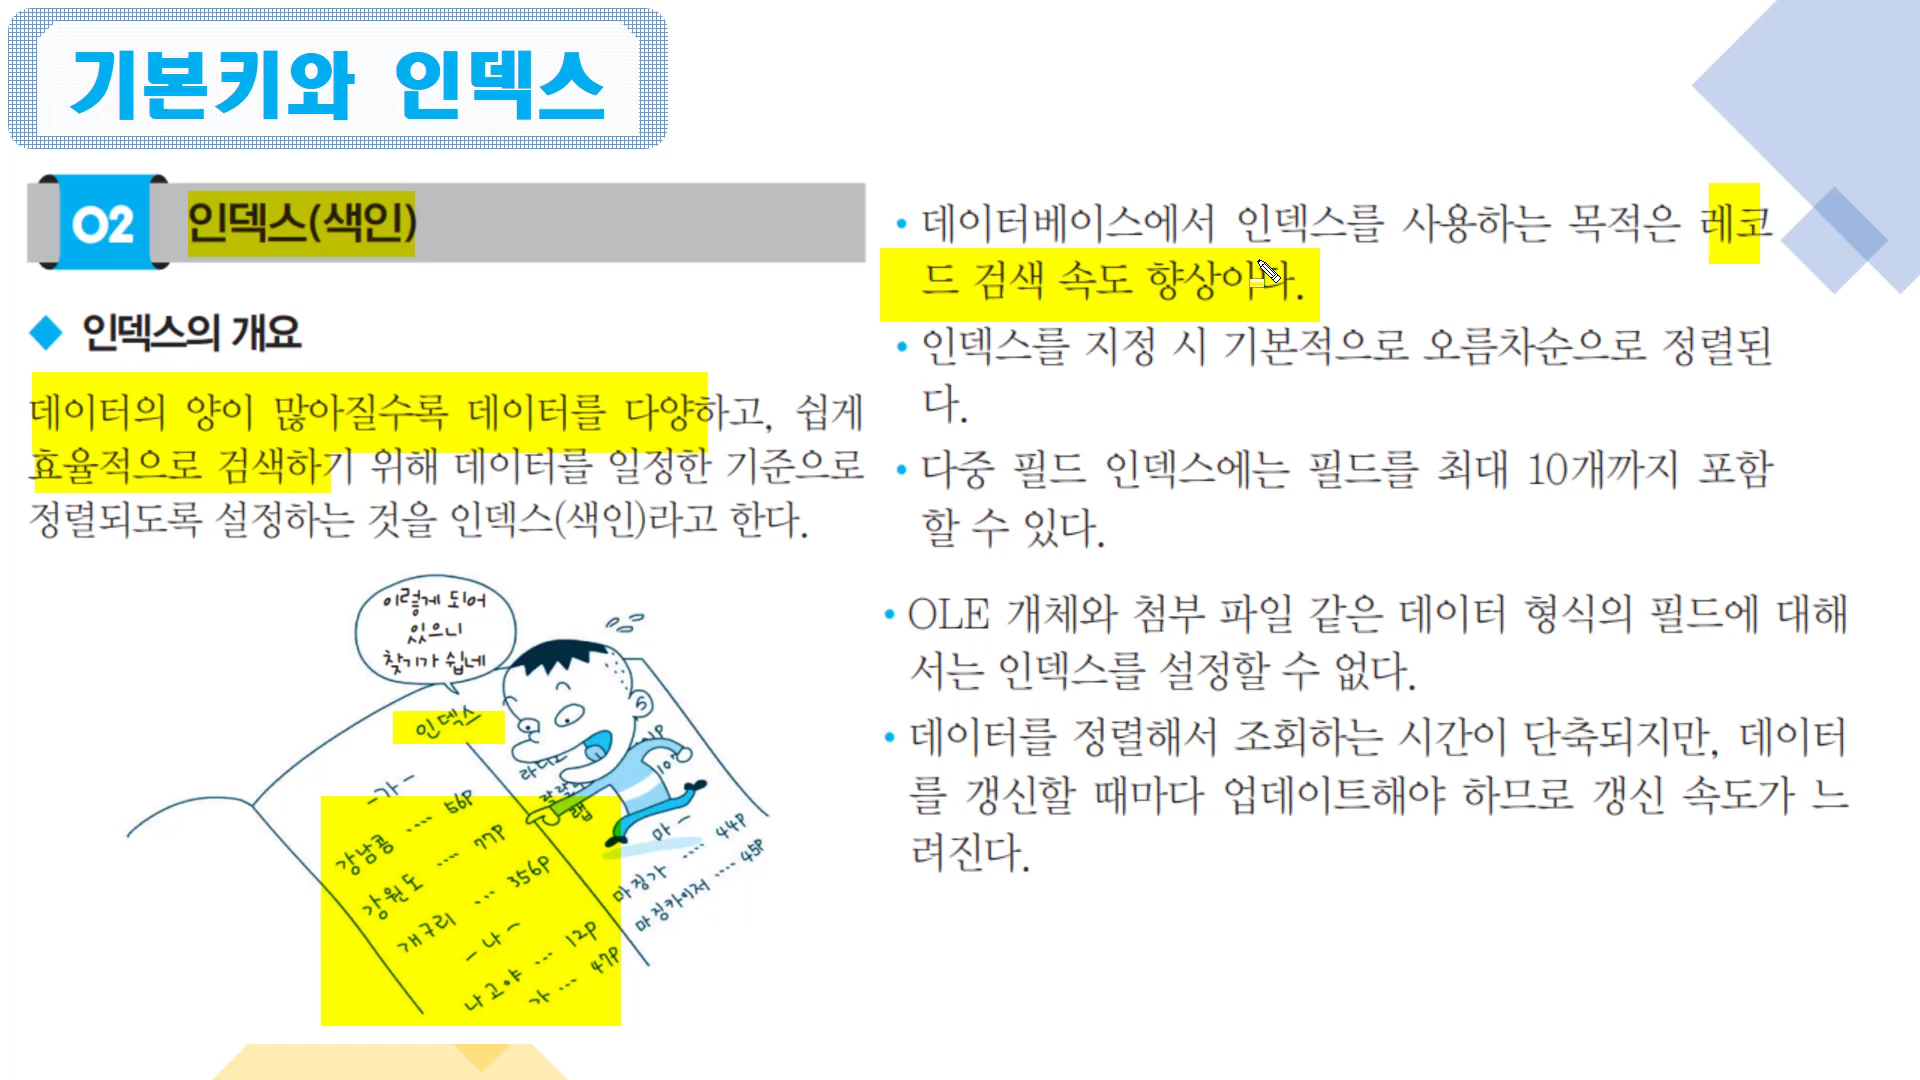 기본키와 인덱스
02 인덱스(색인)
◆ 인덱스의 개요
데이터의 양이 많아질수록 데이터를 다양하고, 쉽게
효율적으로 검색하기 위해 데이터를 일정한 기준으로
정렬되도록 설정하는 것을 인덱스(색인)라고 한다.
이렇게 되어
있으니
찾기가 쉽네
인덱스
-가-
강남콩 .... 56P
강원도 .... 77P
개구리 ... 356P
-나-
나고야 ... 12P
가 ... 47P
마 -
마징가 .... 44P
마징카이저 .... 45P
• 데이터베이스에서 인덱스를 사용하는 목적은 레코
드 검색 속도 향상이다.
• 인덱스를 지정 시 기본적으로 오름차순으로 정렬된
다.
• 다중 필드 인덱스에는 필드를 최대 10개까지 포함
할 수 있다.
• OLE 개체와 첨부 파일 같은 데이터 형식의 필드에 대해
서는 인덱스를 설정할 수 없다.
• 데이터를 정렬해서 조회하는 시간이 단축되지만, 데이터
를 갱신할 때마다 업데이트해야 하므로 갱신 속도가 느
려진다.